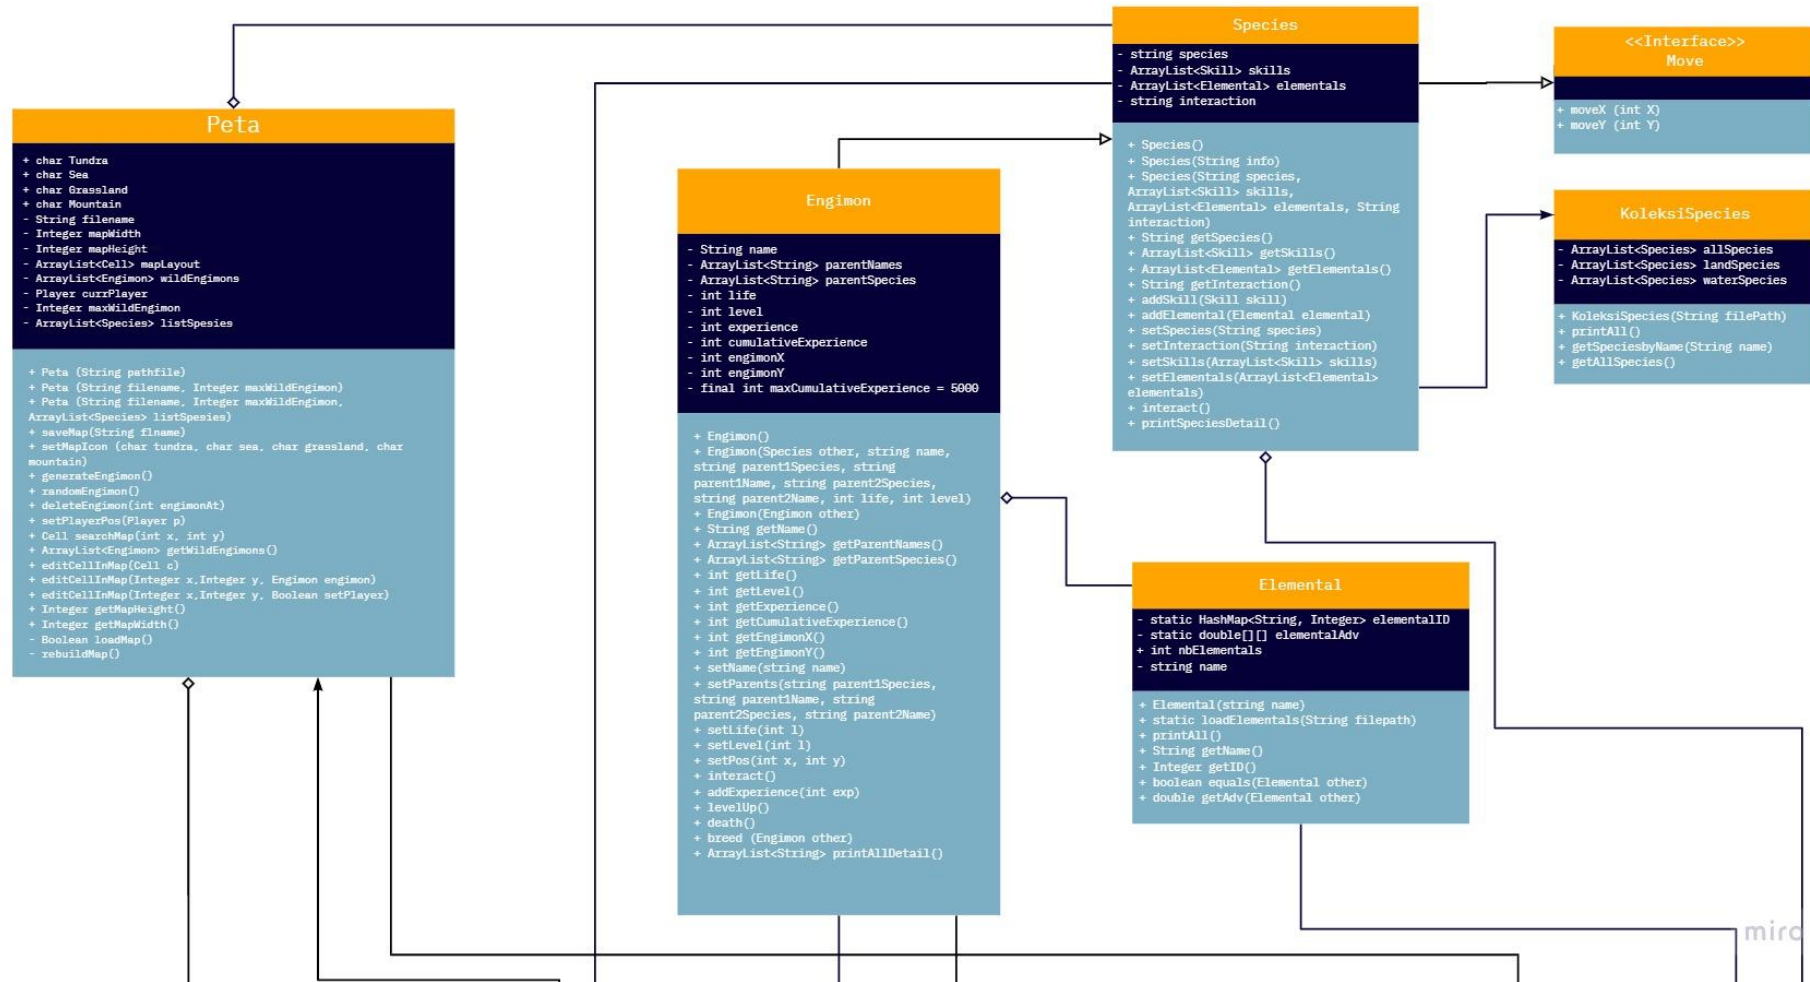 Peta
+ char Tundra
+ char Sea
+ char Grassland
+ char Mountain
- String filename
- Integer mapWidth
- Integer mapHeight
- ArrayList<Cell> mapLayout
- ArrayList<Engimon> wildEngimons
- Player currPlayer
- Integer maxWildEngimon
- ArrayList<Species> listSpesies
+ Peta (String pathfile)
+ Peta (String filename, Integer maxWildEngimon)
+ Peta (String filename, Integer maxWildEngimon,
ArrayList<Species> listSpesies)
+ saveMap(String flname)
+ setMapIcon (char tundra, char sea, char grassland, char
mountain)
+ generateEngimon()
+ randomEngimon()
+ deleteEngimon(int engimonAt)
+ setPlayerPos(Player p)
+ Cell searchMap(int x, int y)
+ ArrayList<Engimon> getWildEngimons()
+ editCellInMap(Cell c)
+ editCellInMap(Integer x,Integer y, Engimon engimon)
+ editCellInMap(Integer x,Integer y, Boolean setPlayer)
+ Integer getMapHeight()
+ Integer getMapWidth()
- Boolean loadMap()
- rebuildMap()
Engimon
- String name
- ArrayList<String> parentNames
- ArrayList<String> parentSpecies
- int life
- int level
- int experience
- int cumulativeExperience
- int engimonX
- int engimonY
- final int maxCumulativeExperience = 5000
+ Engimon()
+ Engimon(Species other, string name,
string parent1Species, string
parent1Name, string parent2Species,
string parent2Name, int life, int level)
+ Engimon(Engimon other)
+ String getName()
+ ArrayList<String> getParentNames()
+ ArrayList<String> getParentSpecies()
+ int getLife()
+ int getLevel()
+ int getExperience()
+ int getCumulativeExperience()
+ int getEngimonX()
+ int getEngimonY()
+ setName(string name)
+ setParents(string parent1Species,
string parent1Name, string
parent2Species, string parent2Name)
+ setLife(int l)
+ setLevel(int l)
+ setPos(int x, int y)
+ interact()
+ addExperience(int exp)
+ levelUp()
+ death()
+ breed (Engimon other)
+ ArrayList<String> printAllDetail()
Species
- string species
- ArrayList<Skill> skills
- ArrayList<Elemental> elementals
- string interaction
+ Species()
+ Species(String info)
+ Species(String species,
ArrayList<Skill> skills,
ArrayList<Elemental> elementals, String
interaction)
+ String getSpecies()
+ ArrayList<Skill> getSkills()
+ ArrayList<Elemental> getElementals()
+ String getInteraction()
+ addSkill(Skill skill)
+ addElemental(Elemental elemental)
+ setSpecies(String species)
+ setInteraction(String interaction)
+ setSkills(ArrayList<Skill> skills)
+ setElementals(ArrayList<Elemental>
elementals)
+ interact()
+ printSpeciesDetail()
Elemental
- static HashMap<String, Integer> elementalID
- static double[][] elementalAdv
+ int nbElementals
- string name
+ Elemental(string name)
+ static loadElementals(String filepath)
+ printAll()
+ String getName()
+ Integer getID()
+ boolean equals(Elemental other)
+ double getAdv(Elemental other)
<<Interface>>
Move
+ moveX (int X)
+ moveY (int Y)
KoleksiSpecies
- ArrayList<Species> allSpecies
- ArrayList<Species> landSpecies
- ArrayList<Species> waterSpecies
+ KoleksiSpecies(String filePath)
+ printAll()
+ getSpeciesbyName(String name)
+ getAllSpecies()
miro